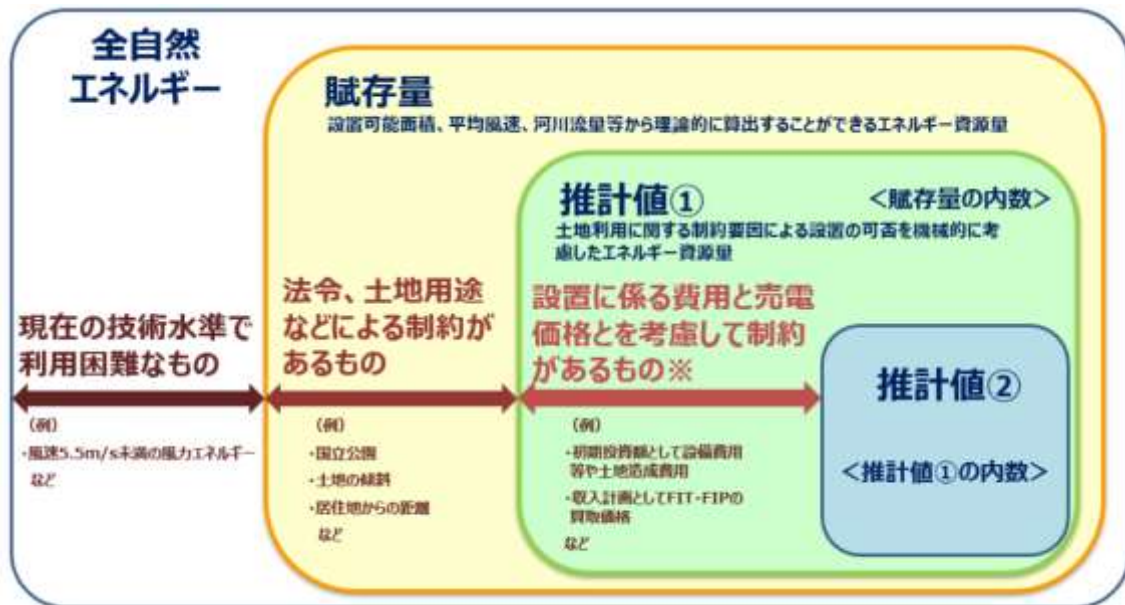 全自然
エネルギー
賦存量
設置可能面積、平均風速、河川流量等から理論的に算出することができるエネルギー資源量
推計値①
<賦存量の内数>
土地利用に関する制約要因による設置の可否を機械的に考
慮したエネルギー資源量
現在の技術水準で
利用困難なもの
(例)
・風速5.5m/s未満の風力エネルギー
など
法令、土地用途
などによる制約が
あるもの
(例)
・国立公園
・土地の傾斜
・居住地からの距離
など
設置に係る費用と売電
価格とを考慮して制約
があるもの※
(例)
・初期投資額として設備費用
等や土地造成費用
・収入計画としてFIT・FIPの
買取価格
など
推計値②
<推計値①の内数>